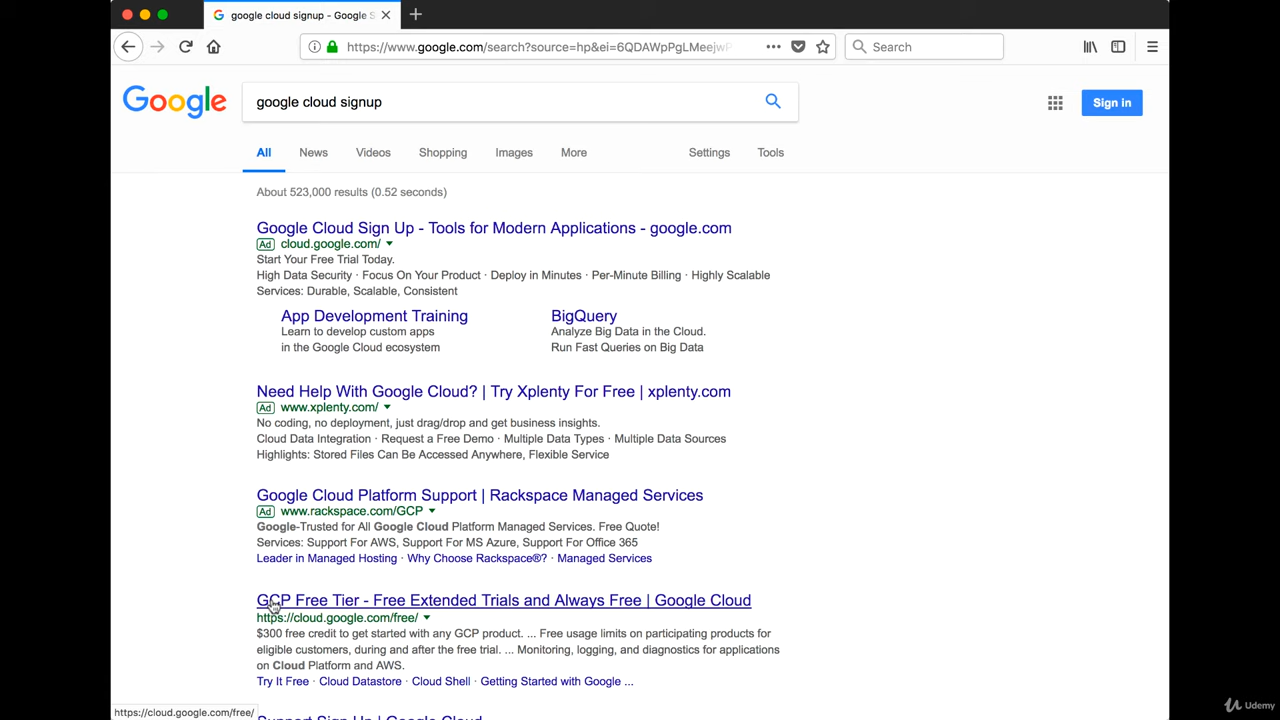 google cloud signup - Google S
https://www.google.com/search?source=hp&ei=6QDAWpPgLMeejwP
Search
Google
google cloud signup
Sign in
All News Videos Shopping Images More Settings Tools
About 523,000 results (0.52 seconds)
Google Cloud Sign Up - Tools for Modern Applications - google.com
Ad cloud.google.com/
Start Your Free Trial Today.
High Data Security · Focus On Your Product · Deploy in Minutes · Per-Minute Billing · Highly Scalable
Services: Durable, Scalable, Consistent
App Development Training
Learn to develop custom apps
in the Google Cloud ecosystem
BigQuery
Analyze Big Data in the Cloud.
Run Fast Queries on Big Data
Need Help With Google Cloud? | Try Xplenty For Free | xplenty.com
Ad www.xplenty.com/
No coding, no deployment, just drag/drop and get business insights.
Cloud Data Integration · Request a Free Demo · Multiple Data Types · Multiple Data Sources
Highlights: Stored Files Can Be Accessed Anywhere, Flexible Service
Google Cloud Platform Support | Rackspace Managed Services
Ad www.rackspace.com/GCP
Google-Trusted for All Google Cloud Platform Managed Services. Free Quote!
Services: Support For AWS, Support For MS Azure, Support For Office 365
Leader in Managed Hosting · Why Choose Rackspace®? · Managed Services
GCP Free Tier - Free Extended Trials and Always Free | Google Cloud
https://cloud.google.com/free/
$300 free credit to get started with any GCP product. ... Free usage limits on participating products for
eligible customers, during and after the free trial. ... Monitoring, logging, and diagnostics for applications
on Cloud Platform and AWS.
Try It Free · Cloud Datastore · Cloud Shell · Getting Started with Google ...
Support Sign Up | Google Cloud
https://cloud.google.com/free/
Udemy